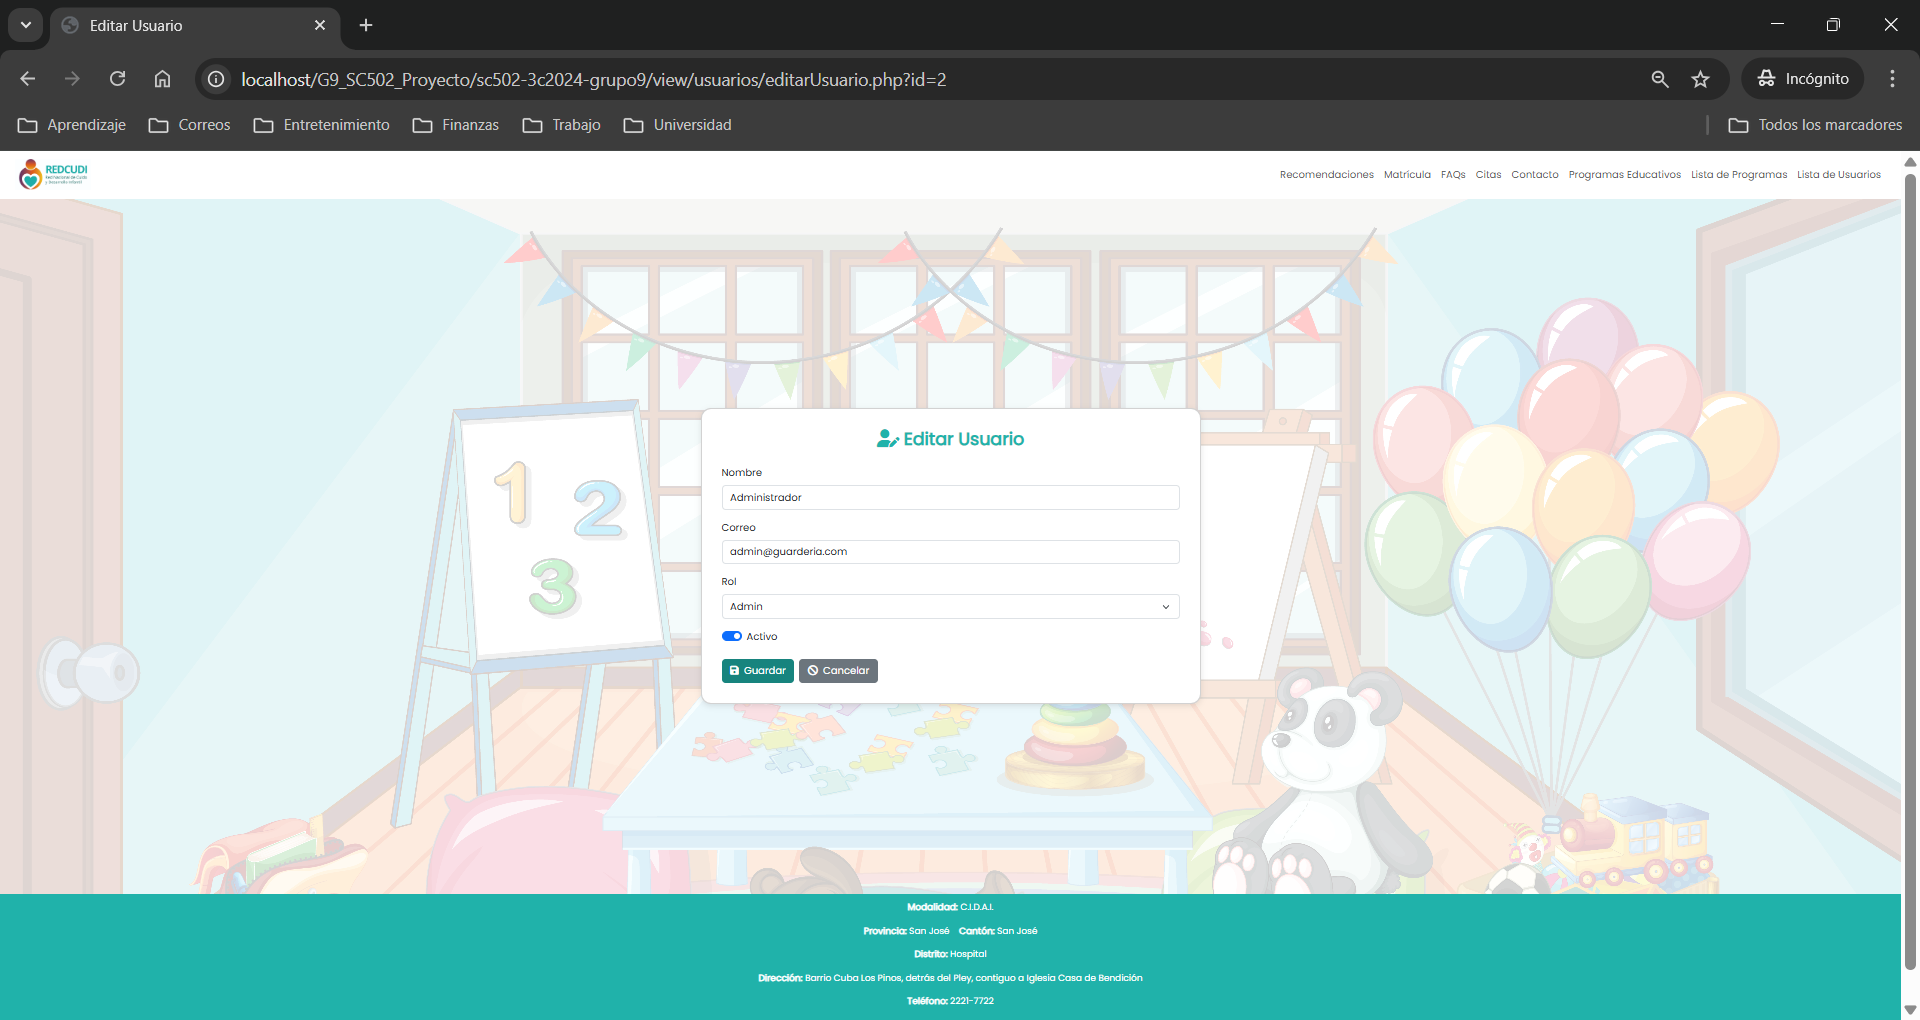 Editar Usuario
localhost/G9_SC502_Proyecto/sc502-3c2024-grupo9/view/usuarios/editarUsuario.php?id=2
Incógnito
Aprendizaje Correos Entretenimiento Finanzas Trabajo Universidad Todos los marcadores
REDCUDI
Recomendaciones Matrícula FAQs Citas Contacto Programas Educativos Lista de Programas Lista de Usuarios
1
2
3
Editar Usuario
Nombre
Administrador
Correo
admin@guarderia.com
Rol
Admin
Activo
Guardar Cancelar
Modalidad: C.I.D.A.I.
Provincia: San José Cantón: San José
Distrito: Hospital
Dirección: Barrio Cuba Los Pinos, detrás del Pley, contiguo a Iglesia Casa de Bendición
Teléfono: 2221-7722